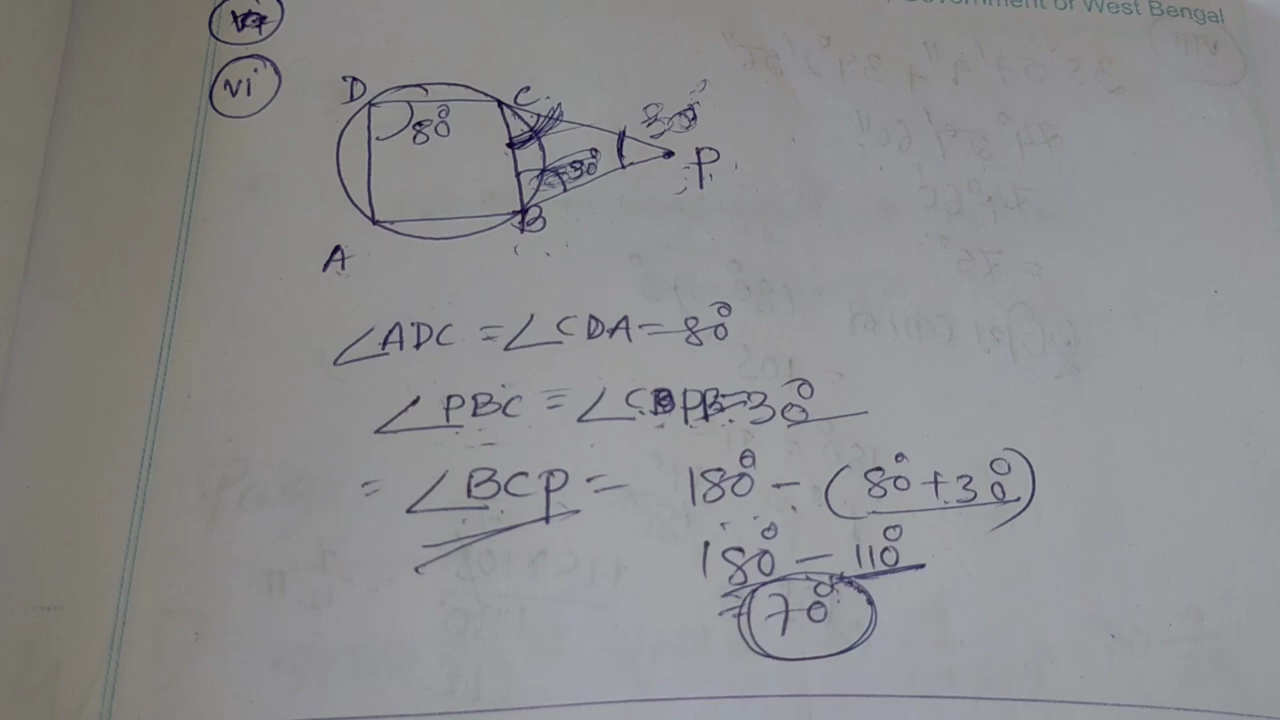 Government of West Bengal
vi
D C
80°
30°
30°
P
B
A
∠ADC = ∠CDA = 80°
∠PBC = ∠CPB = 30°
= ∠BCP = 180° - (80° + 30°)
180° - 110°
= 70°